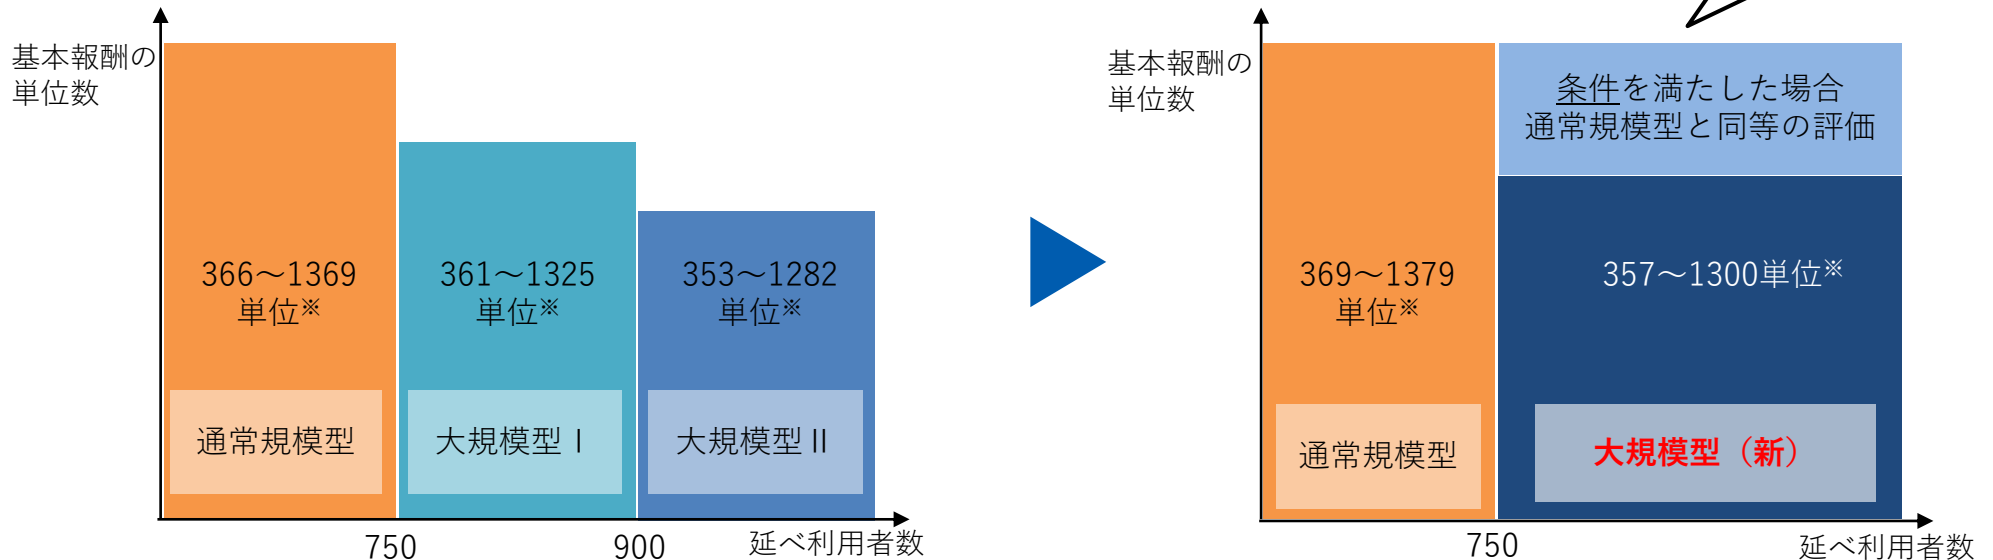 基本報酬の
単位数
366～1369
単位※
361～1325
単位※
353～1282
単位※
通常規模型
大規模型Ⅰ
大規模型Ⅱ
750
900
延べ利用者数
基本報酬の
単位数
条件を満たした場合
通常規模型と同等の評価
369～1379
単位※
357～1300単位※
通常規模型
大規模型（新）
750
延べ利用者数